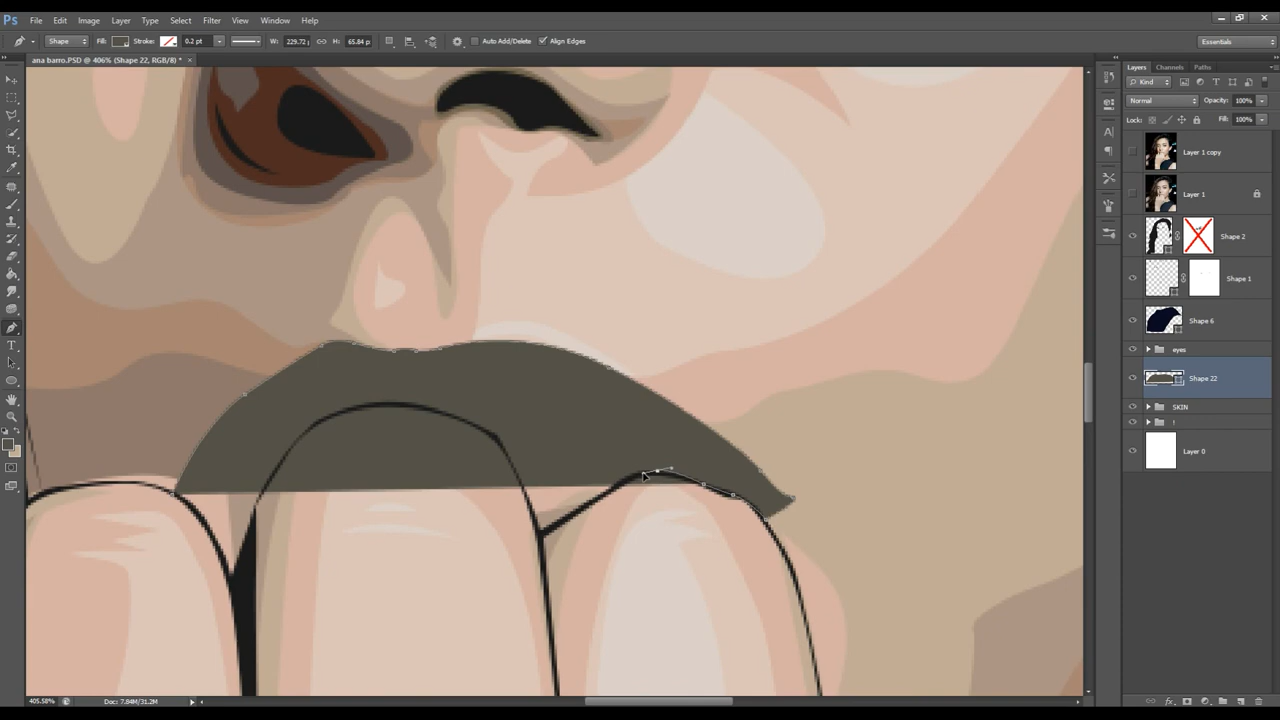 Ps File Edit Image Layer Type Select Filter View Window Help
Shape Fill: Stroke: 0.2 pt W: 229.72 H: 65.84 p Auto Add/Delete Align Edges Essentials
ana barro.PSD @ 406% (Shape 22, RGB/8) * ×
Layers Channels Paths
Kind
Normal Opacity: 100%
Lock: Fill: 100%
Layer 1 copy
Layer 1
Shape 2
Shape 1
Shape 6
eyes
Shape 22
SKIN
!
Layer 0
405.58% Doc: 7.84M/31.2M